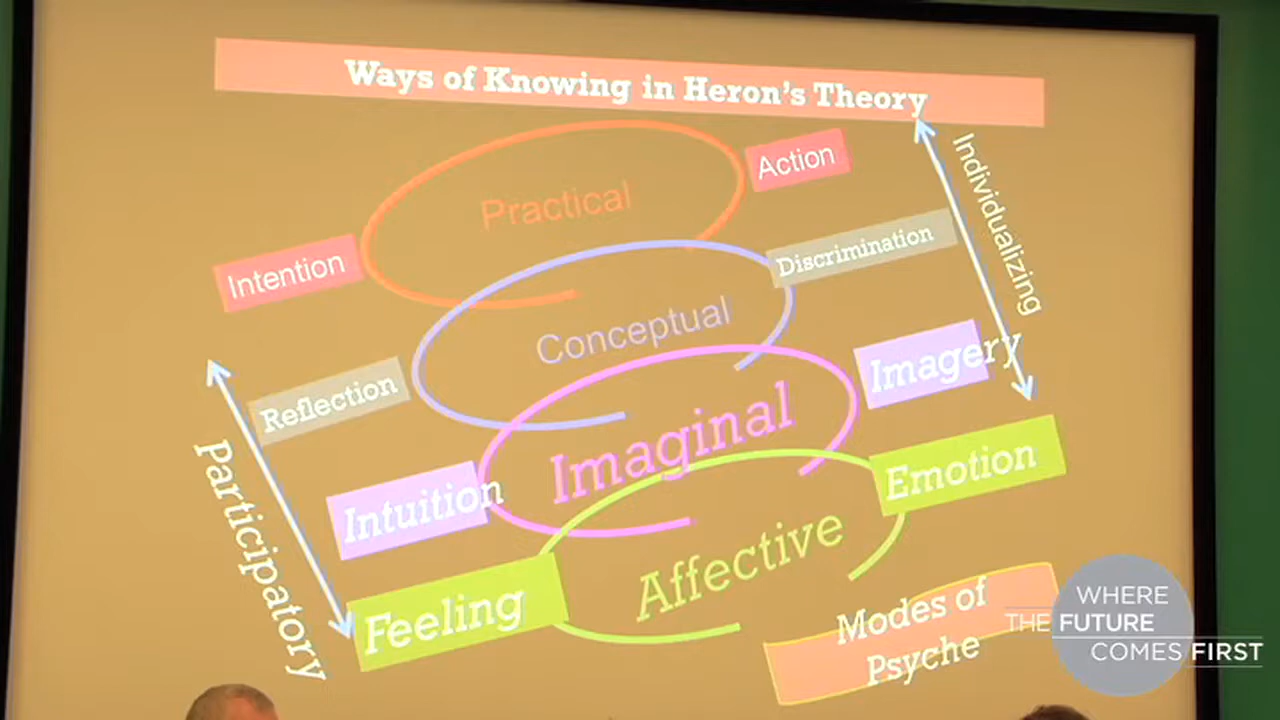 Ways of Knowing in Heron's Theory
Individualizing
Action
Practical
Intention
Discrimination
Conceptual
Reflection
Imagery
Imaginal
Intuition
Emotion
Affective
Feeling
Participatory
Modes of
Psyche
WHERE
THE FUTURE
COMES FIRST